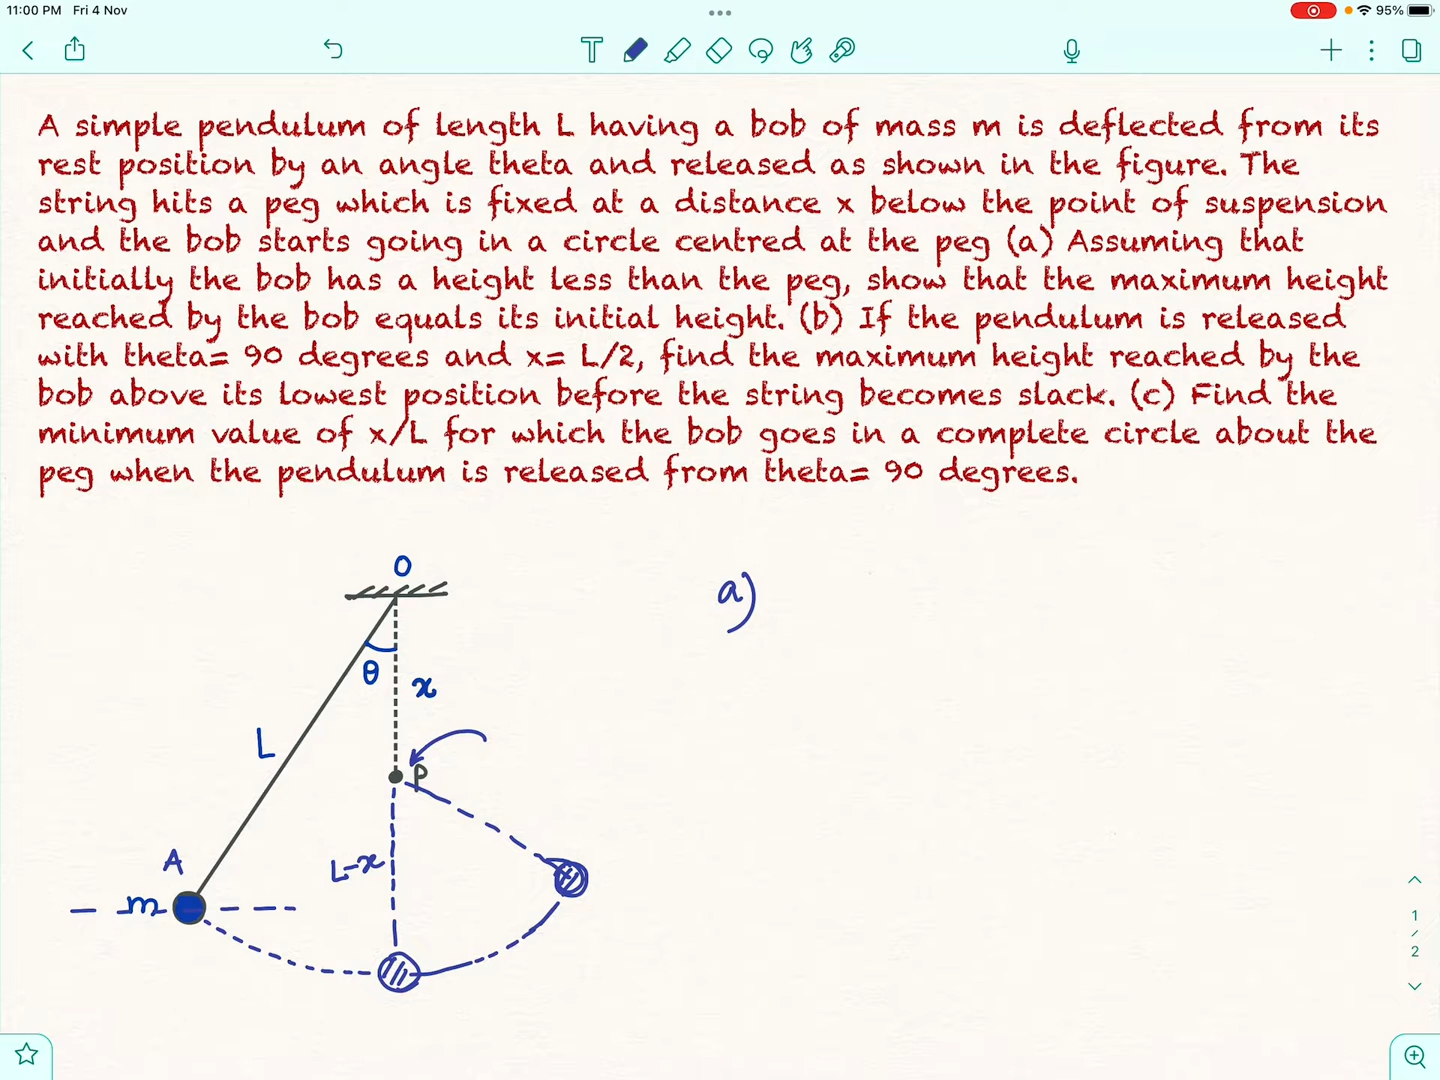 11:00 PM Fri 4 Nov
95%
A simple pendulum of length L having a bob of mass m is deflected from its
rest position by an angle theta and released as shown in the figure. The
string hits a peg which is fixed at a distance x below the point of suspension
and the bob starts going in a circle centred at the peg (a) Assuming that
initially the bob has a height less than the peg, show that the maximum height
reached by the bob equals its initial height. (b) If the pendulum is released
with theta= 90 degrees and x= L/2, find the maximum height reached by the
bob above its lowest position before the string becomes slack. (c) Find the
minimum value of x/L for which the bob goes in a complete circle about the
peg when the pendulum is released from theta= 90 degrees.
O
a)
θ
x
L
P
A
L-x
m
1
/
2